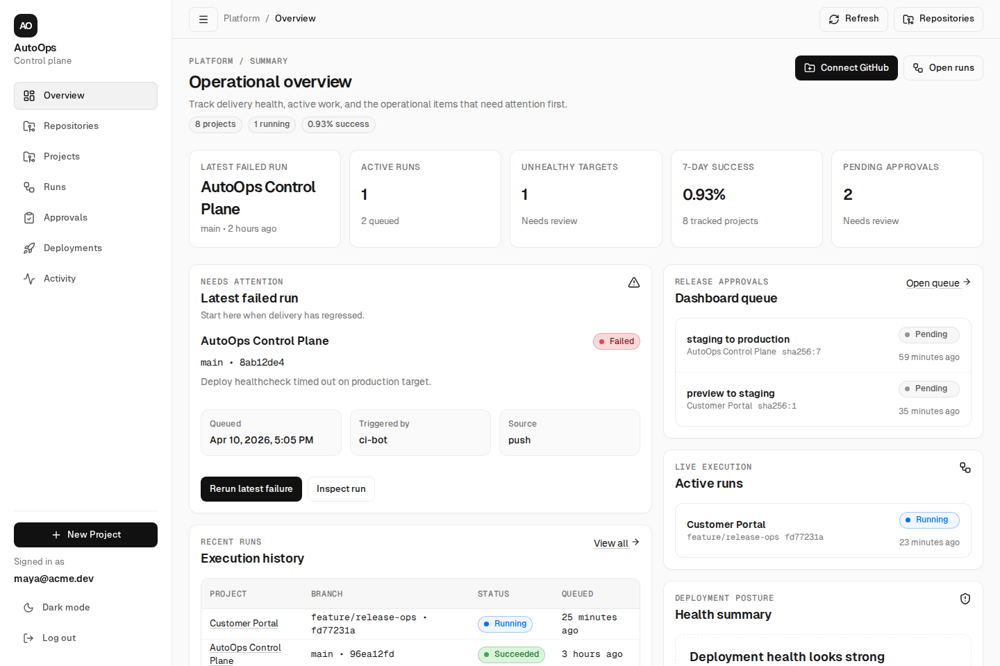 AO
AutoOps
Control plane
Overview
Repositories
Projects
Runs
Approvals
Deployments
Activity
New Project
Signed in as
maya@acme.dev
Dark mode
Log out
Platform / Overview
Refresh
Repositories
PLATFORM / SUMMARY
Operational overview
Track delivery health, active work, and the operational items that need attention first.
8 projects
1 running
0.93% success
Connect GitHub
Open runs
LATEST FAILED RUN
AutoOps Control
Plane
main • 2 hours ago
ACTIVE RUNS
1
2 queued
UNHEALTHY TARGETS
1
Needs review
7-DAY SUCCESS
0.93%
8 tracked projects
PENDING APPROVALS
2
Needs review
NEEDS ATTENTION
Latest failed run
Start here when delivery has regressed.
AutoOps Control Plane
Failed
main • 8ab12de4
Deploy healthcheck timed out on production target.
Queued
Apr 10, 2026, 5:05 PM
Triggered by
ci-bot
Source
push
Rerun latest failure
Inspect run
RECENT RUNS
Execution history
View all
PROJECT BRANCH STATUS QUEUED
Customer Portal
feature/release-ops •
fd77231a
Running
25 minutes
ago
AutoOps Control
Plane
main • 96ea12fd
Succeeded
3 hours ago
RELEASE APPROVALS
Dashboard queue
Open queue
staging to production
AutoOps Control Plane sha256:7
Pending
59 minutes ago
preview to staging
Customer Portal sha256:1
Pending
35 minutes ago
LIVE EXECUTION
Active runs
Customer Portal
feature/release-ops fd77231a
Running
23 minutes ago
DEPLOYMENT POSTURE
Health summary
Deployment health looks strong